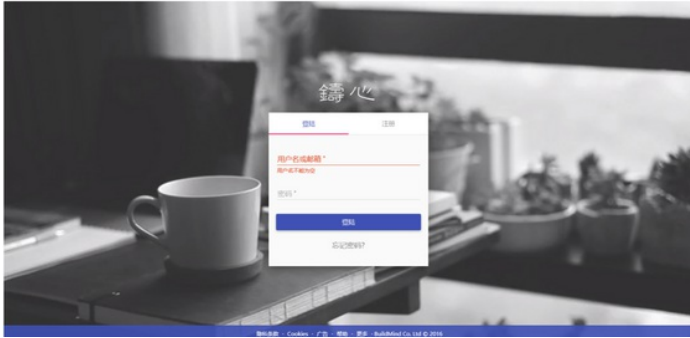 鑄心
登陆 注册
用户名或邮箱 *
用户名不能为空
密码 *
登陆
忘记密码?
隐私条款 · Cookies · 广告 · 帮助 · 更多 · BuildMind Co. Ltd © 2016